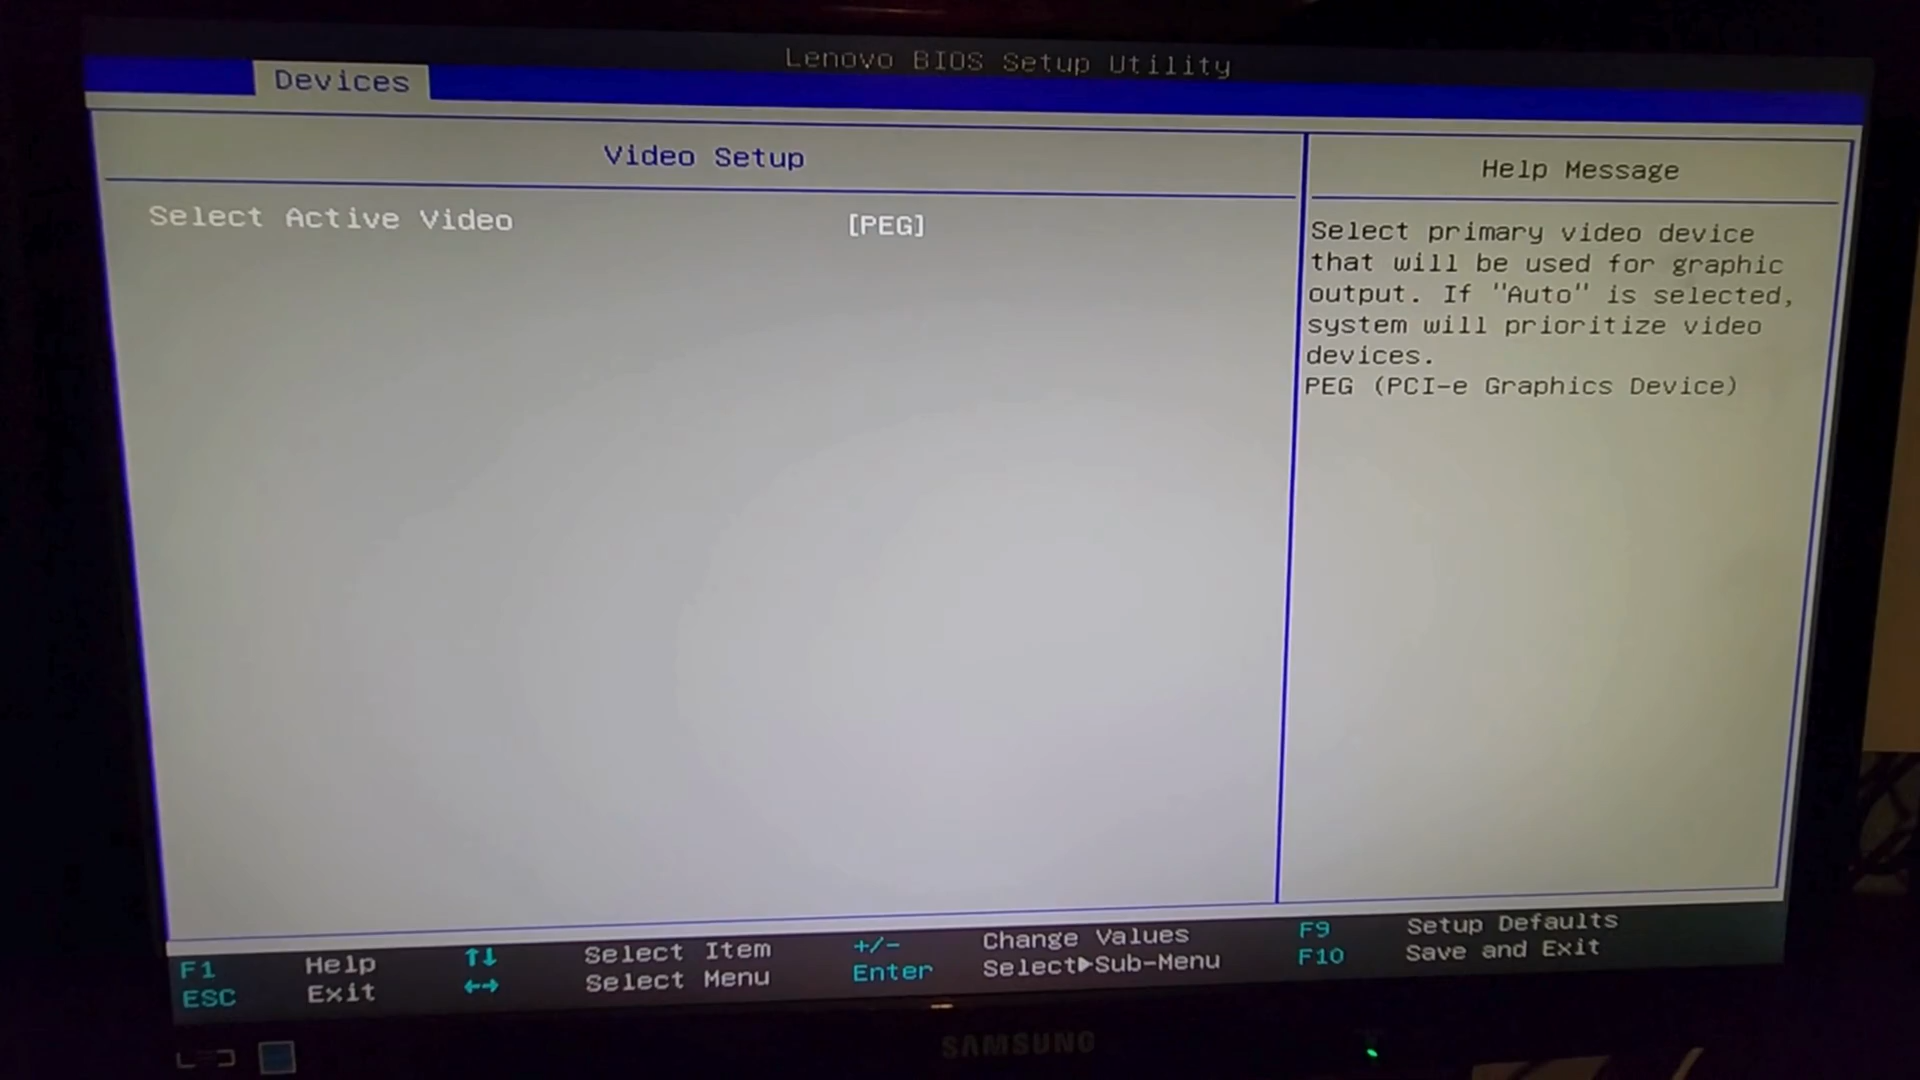 Lenovo BIOS Setup Utility
Devices
Video Setup
Select Active Video [PEG]
Help Message
Select primary video device
that will be used for graphic
output. If "Auto" is selected,
system will prioritize video
devices.
PEG (PCI-e Graphics Device)
F1 Help ↑↓ Select Item +/- Change Values F9 Setup Defaults
ESC Exit ←→ Select Menu Enter Select▶Sub-Menu F10 Save and Exit
SAMSUNG